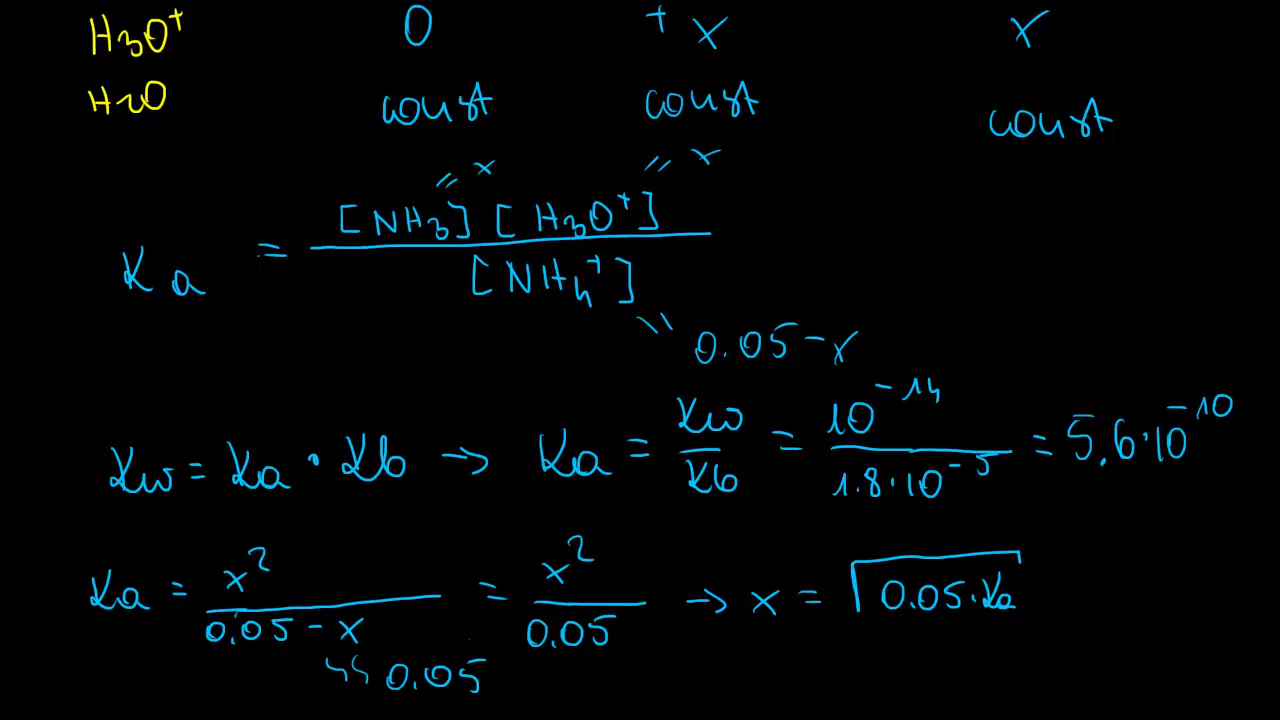 H3O⁺ 0 + x x
H2O const const const
= x = x
Ka = [NH3] [H3O⁺] / [NH4⁺]
= 0.05 - x
Kw = Ka · Kb → Ka = Kw / Kb = 10⁻¹⁴ / 1.8 · 10⁻⁵ = 5.6 · 10⁻¹⁰
Ka = x² / 0.05 - x = x² / 0.05 → x = √0.05 · Ka
≈ 0.05